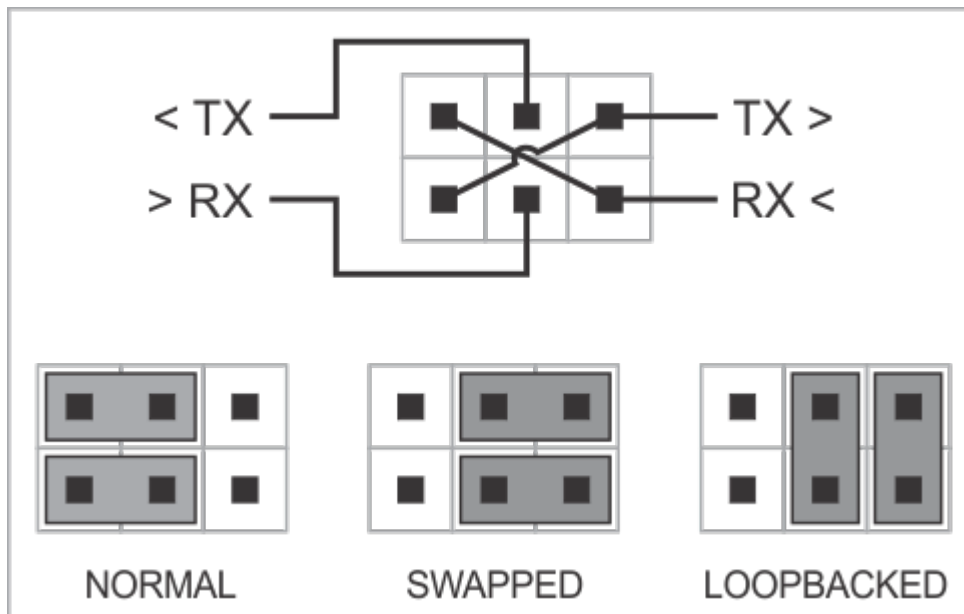 < TX TX >
> RX RX <
NORMAL SWAPPED LOOPBACKED